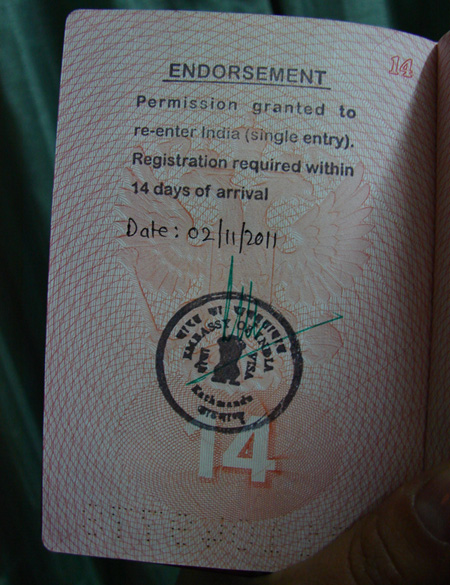 14
ENDORSEMENT
Permission granted to
re-enter India (single entry).
Registration required within
14 days of arrival
Date: 02/11/2011
EMBASSY OF INDIA
VISA
Kathmandu
14